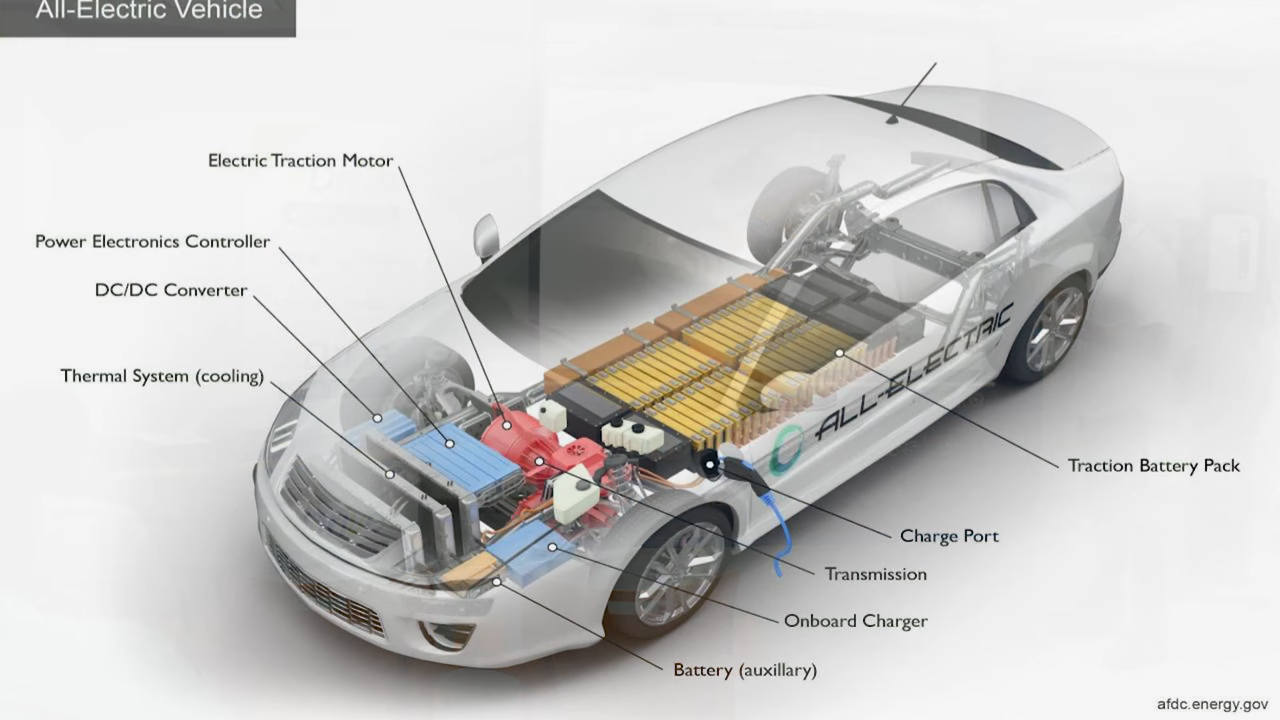 All-Electric Vehicle
Electric Traction Motor
Power Electronics Controller
DC/DC Converter
Thermal System (cooling)
ALL-ELECTRIC
Traction Battery Pack
Charge Port
Transmission
Onboard Charger
Battery (auxillary)
afdc.energy.gov